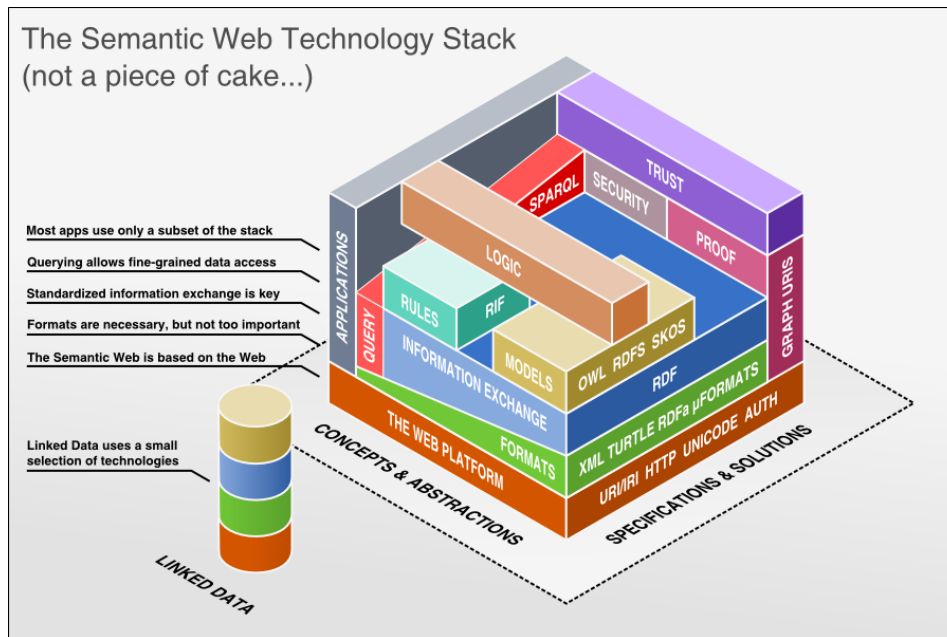 The Semantic Web Technology Stack
(not a piece of cake...)
Most apps use only a subset of the stack
Querying allows fine-grained data access
Standardized information exchange is key
Formats are necessary, but not too important
The Semantic Web is based on the Web
Linked Data uses a small
selection of technologies
LINKED DATA
APPLICATIONS
QUERY
RULES
RIF
LOGIC
SPARQL
SECURITY
TRUST
PROOF
GRAPH URIS
MODELS
OWL RDFS SKOS
INFORMATION EXCHANGE
RDF
FORMATS
XML TURTLE RDFa µFORMATS
THE WEB PLATFORM
URI/IRI HTTP UNICODE AUTH
CONCEPTS & ABSTRACTIONS
SPECIFICATIONS & SOLUTIONS